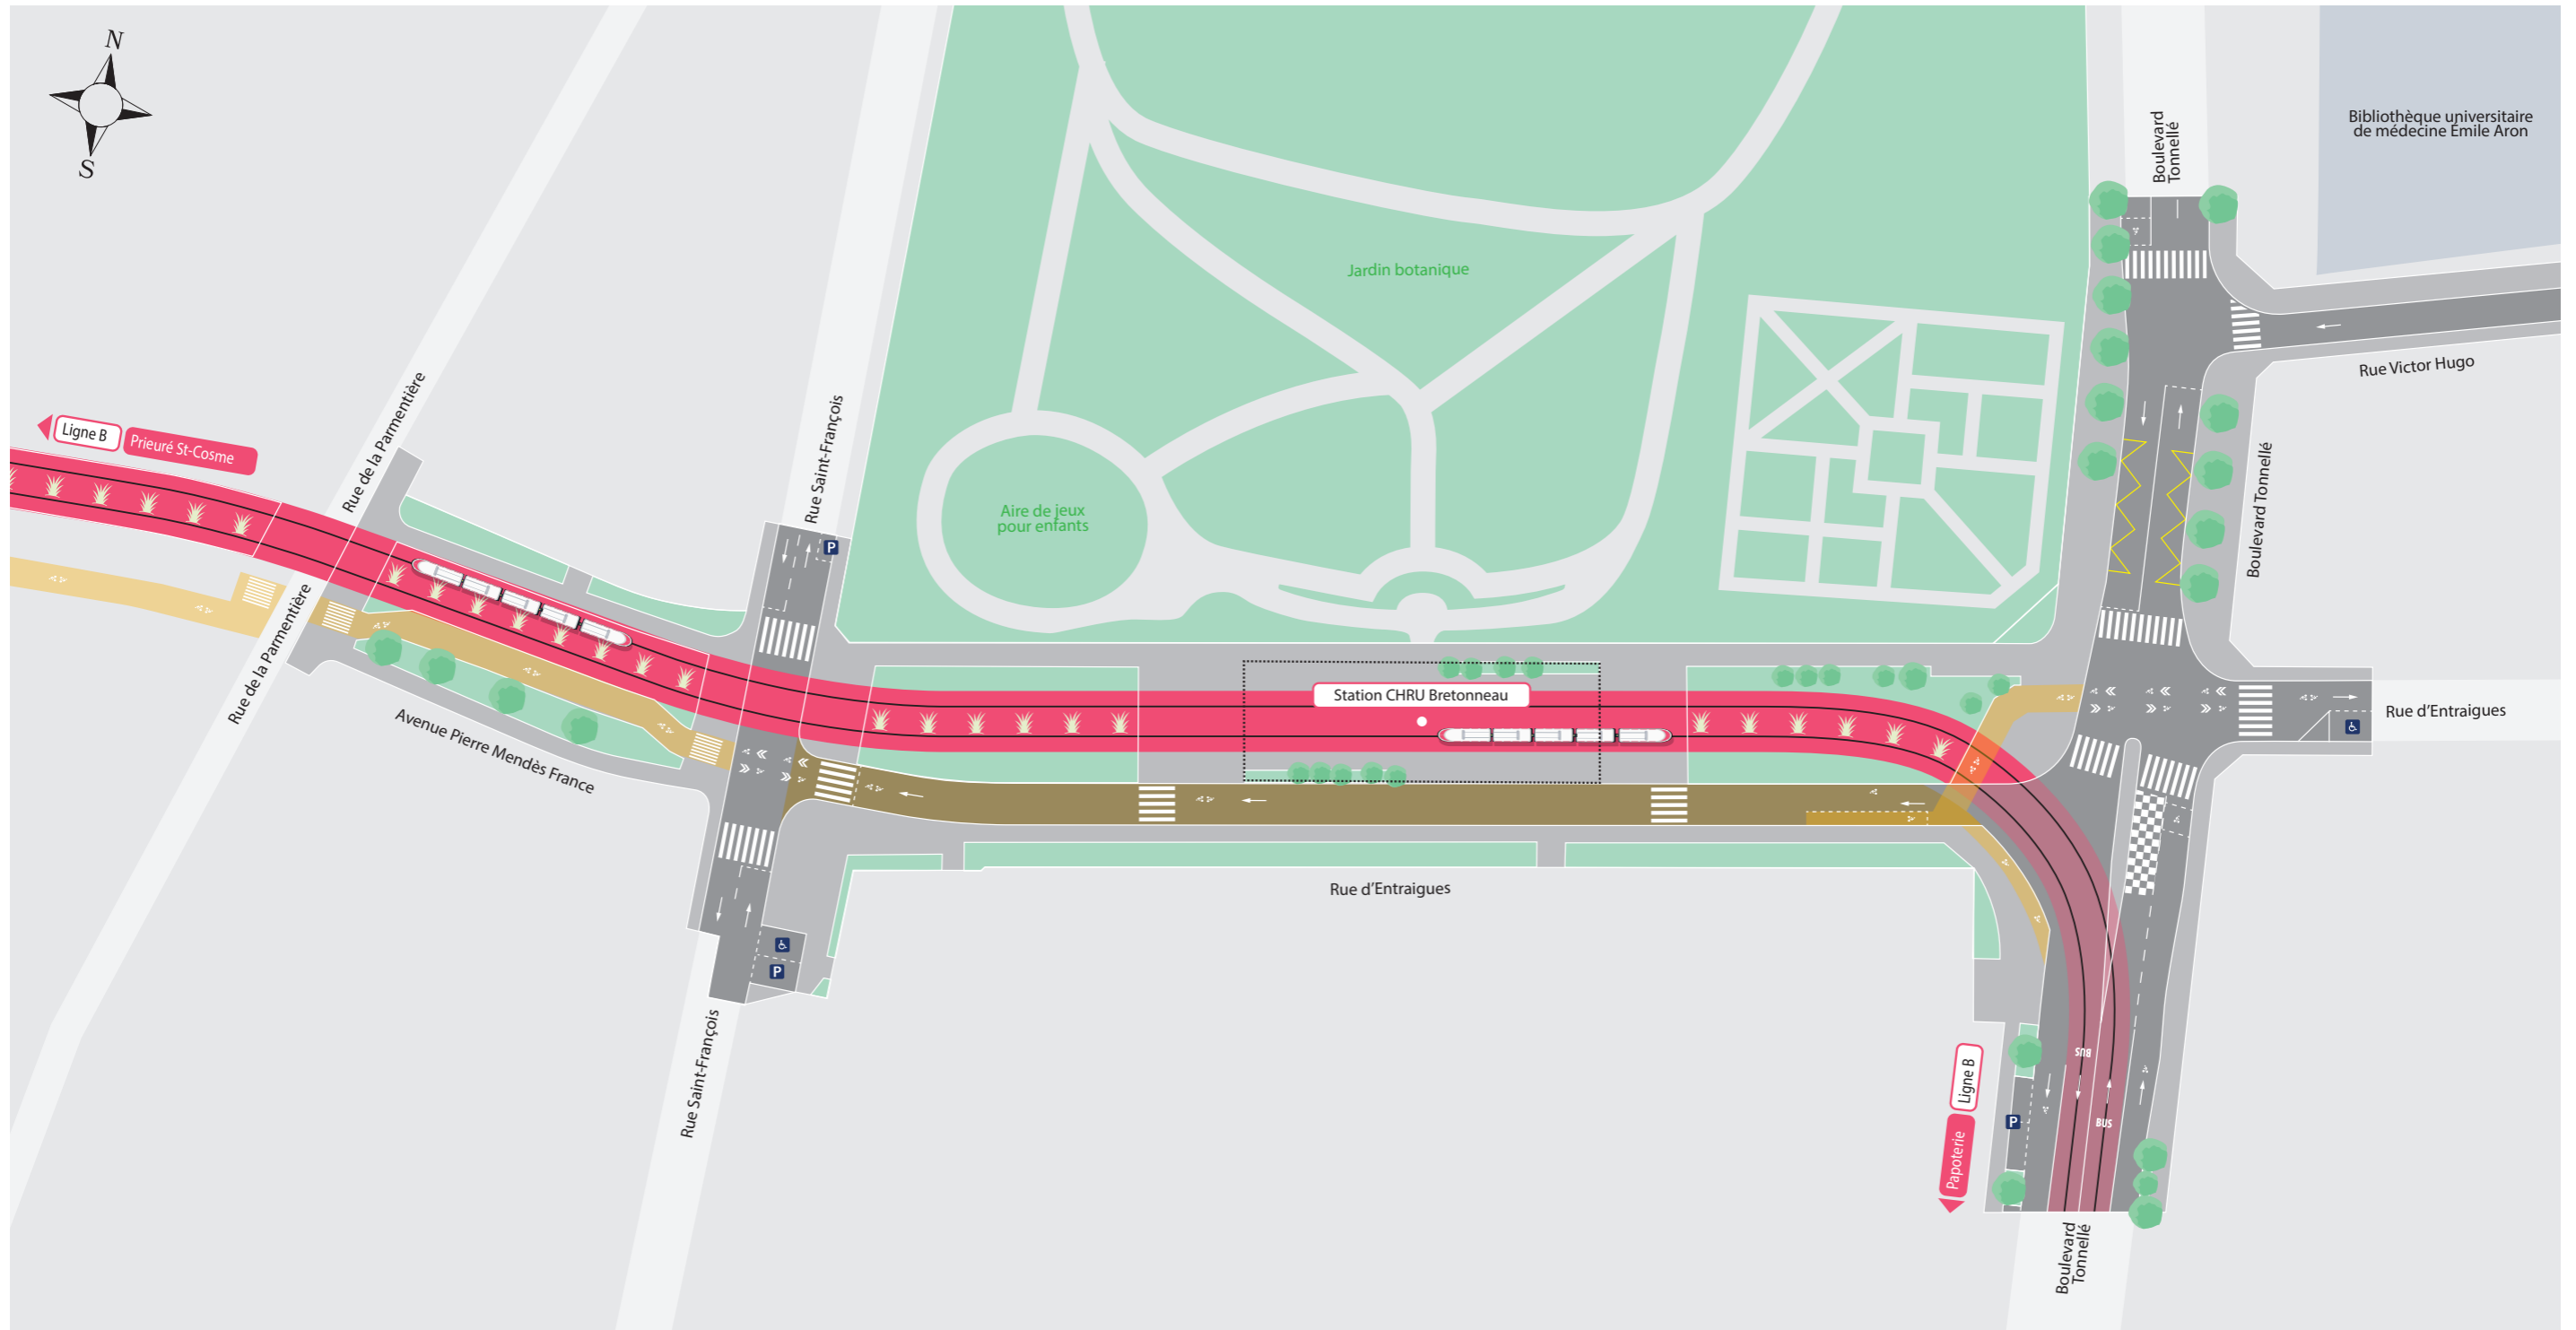 N
S
Boulevard
Tonnellé
Bibliothèque universitaire
de médecine Émile Aron
Jardin botanique
Rue Victor Hugo
Rue de la Parmentière
Rue Saint-François
P
Ligne B
Prieuré St-Cosme
Boulevard Tonnellé
Aire de jeux
pour enfants
Rue de la Parmentière
Station CHRU Bretonneau
Rue d’Entraigues
Avenue Pierre Mendès France
Rue d’Entraigues
P
Rue Saint-François
Ligne B
Papoterie
P
BUS
BUS
Boulevard
Tonnellé